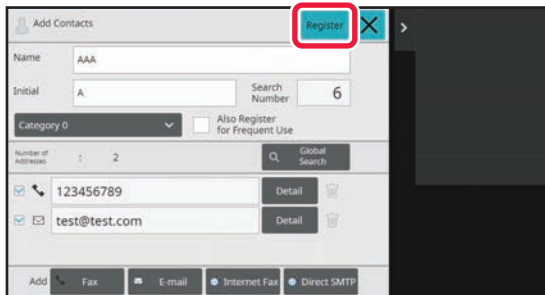 Add Contacts Register
Name AAA
Initial A Search Number 6
Category 0 Also Register for Frequent Use
Number of Addresses : 2 Global Search
123456789 Detail
test@test.com Detail
Add Fax E-mail Internet Fax Direct SMTP